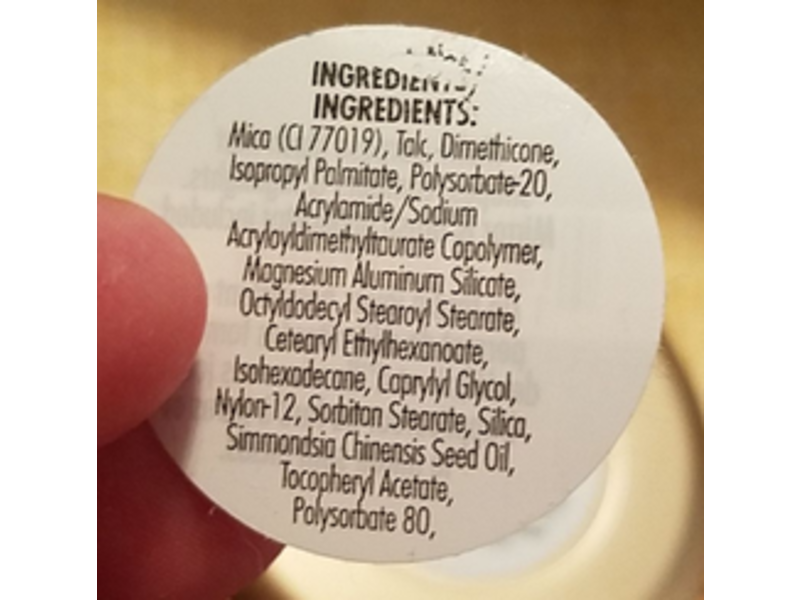 INGREDIENTS/
INGREDIENTS:
Mica (CI 77019), Talc, Dimethicone,
Isopropyl Palmitate, Polysorbate-20,
Acrylamide/Sodium
Acryloyldimethyltaurate Copolymer,
Magnesium Aluminum Silicate,
Octyldodecyl Stearoyl Stearate,
Cetearyl Ethylhexanoate,
Isohexadecane, Caprylyl Glycol,
Nylon-12, Sorbitan Stearate, Silica,
Simmondsia Chinensis Seed Oil,
Tocopheryl Acetate,
Polysorbate 80,